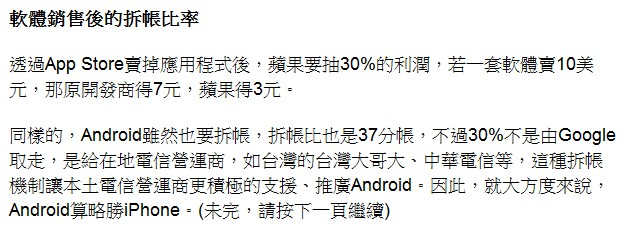 軟體銷售後的拆帳比率
透過App Store賣掉應用程式後，蘋果要抽30%的利潤，若一套軟體賣10美
元，那原開發商得7元，蘋果得3元。
同樣的，Android雖然也要拆帳，拆帳比也是37分帳，不過30%不是由Google
取走，是給在地電信營運商，如台灣的台灣大哥大、中華電信等，這種拆帳
機制讓本土電信營運商更積極的支援、推廣Android。因此，就大方度來說，
Android算略勝iPhone。(未完，請按下一頁繼續)